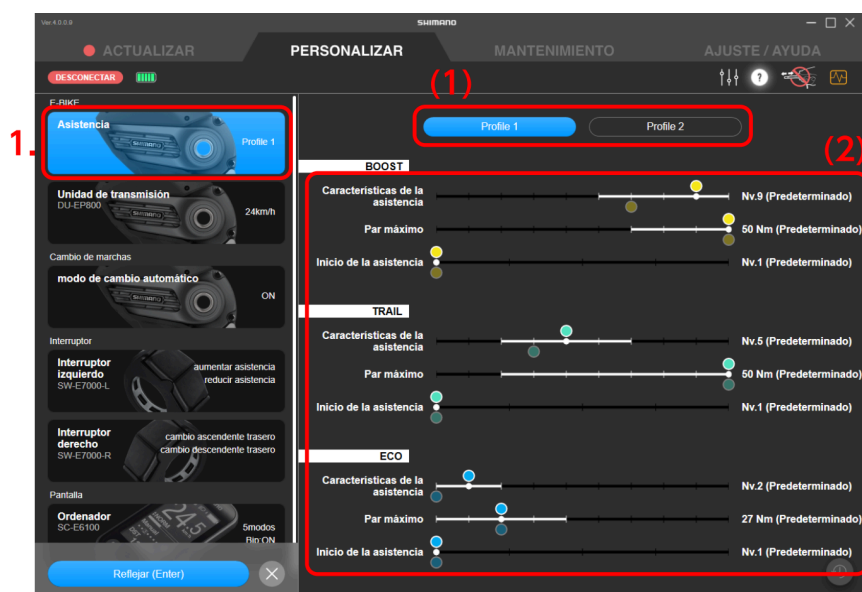 Ver.4.0.0.0
SHIMANO
ACTUALIZAR
PERSONALIZAR
MANTENIMIENTO
AJUSTE / AYUDA
DESCONECTAR
?
E-BIKE
1.
Asistencia
SHIMANO
Profile 1
Unidad de transmisión
DU-EP800
SHIMANO
24km/h
Cambio de marchas
modo de cambio automático
SHIMANO
ON
Interruptor
Interruptor izquierdo
SW-E7000-L
aumentar asistencia
reducir asistencia
Interruptor derecho
SW-E7000-R
cambio ascendente trasero
cambio descendente trasero
Pantalla
Ordenador
SC-E6100
24.5
5modos
Bip:ON
Reflejar (Enter)
(1)
Profile 1
Profile 2
(2)
BOOST
Características de la
asistencia
Nv.9 (Predeterminado)
Par máximo
50 Nm (Predeterminado)
Inicio de la asistencia
Nv.1 (Predeterminado)
TRAIL
Características de la
asistencia
Nv.5 (Predeterminado)
Par máximo
50 Nm (Predeterminado)
Inicio de la asistencia
Nv.1 (Predeterminado)
ECO
Características de la
asistencia
Nv.2 (Predeterminado)
Par máximo
27 Nm (Predeterminado)
Inicio de la asistencia
Nv.1 (Predeterminado)